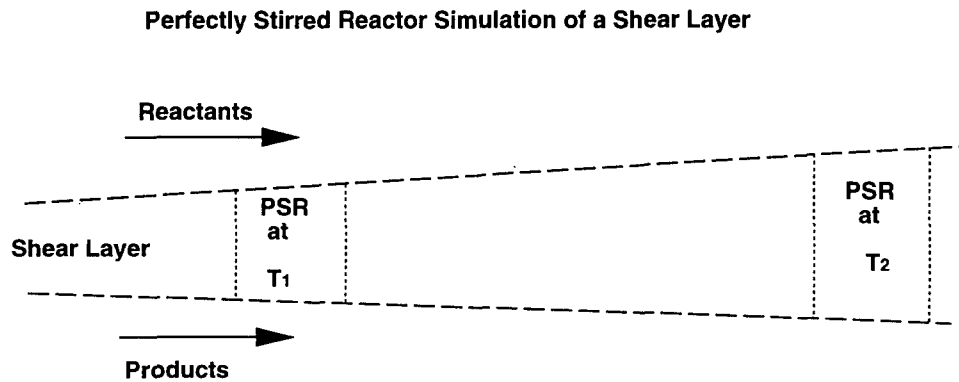 Perfectly Stirred Reactor Simulation of a Shear Layer
Reactants
PSR
at
T1
PSR
at
T2
Shear Layer
Products